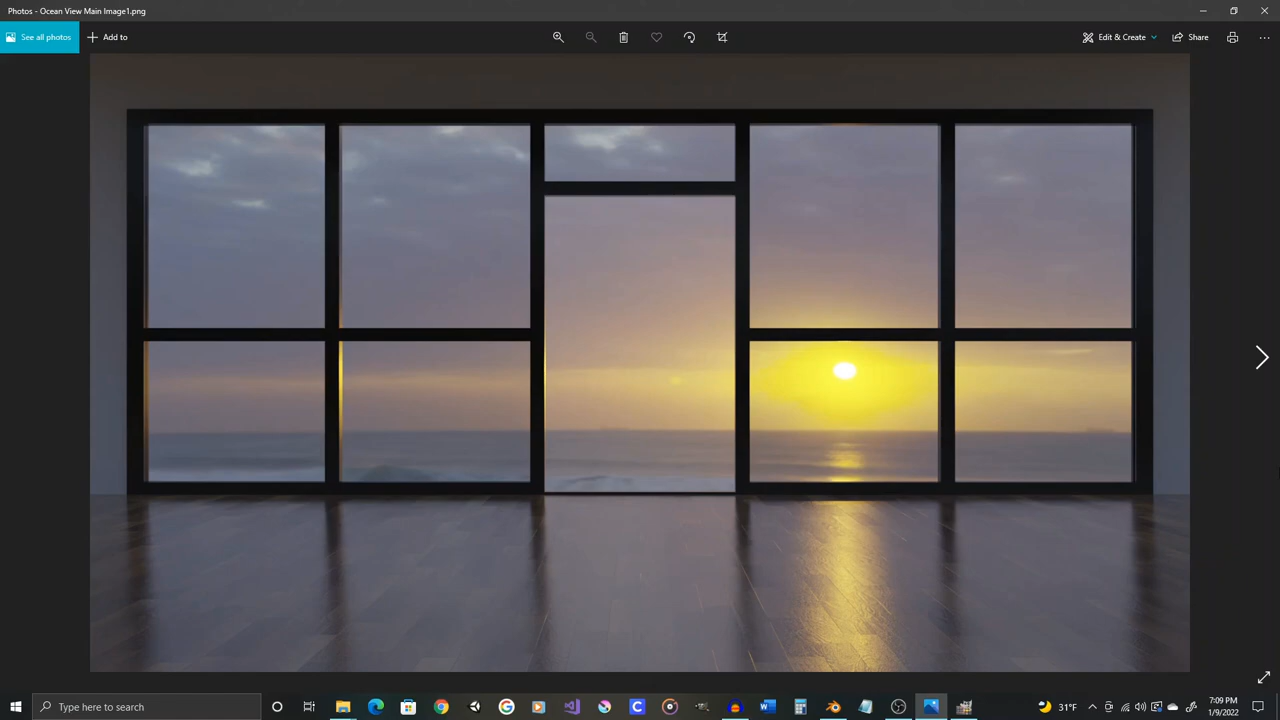 Photos - Ocean View Main Image1.png
See all photos
Add to
Edit & Create
Share
Type here to search
31°F
7:09 PM
1/9/2022